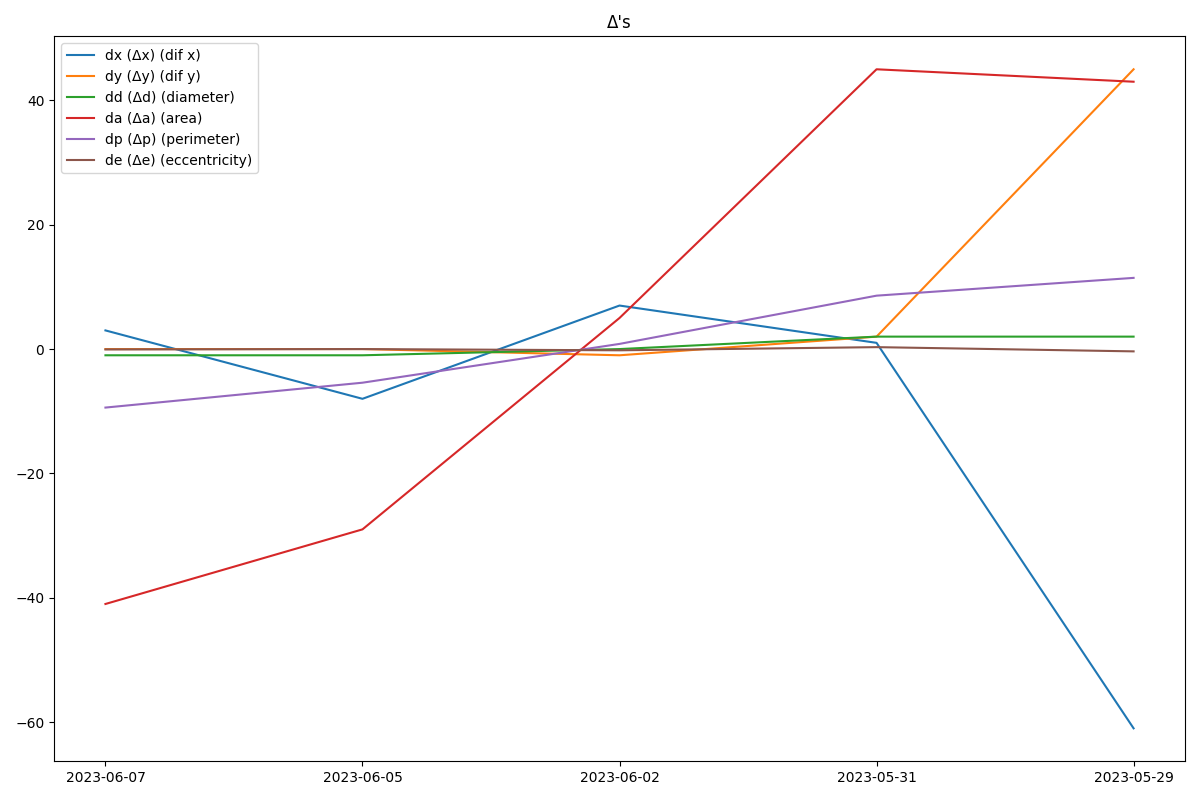 Δ's
dx (Δx) (dif x)
dy (Δy) (dif y)
dd (Δd) (diameter)
da (Δa) (area)
dp (Δp) (perimeter)
de (Δe) (eccentricity)
40
20
0
−20
−40
−60
2023-06-07 2023-06-05 2023-06-02 2023-05-31 2023-05-29